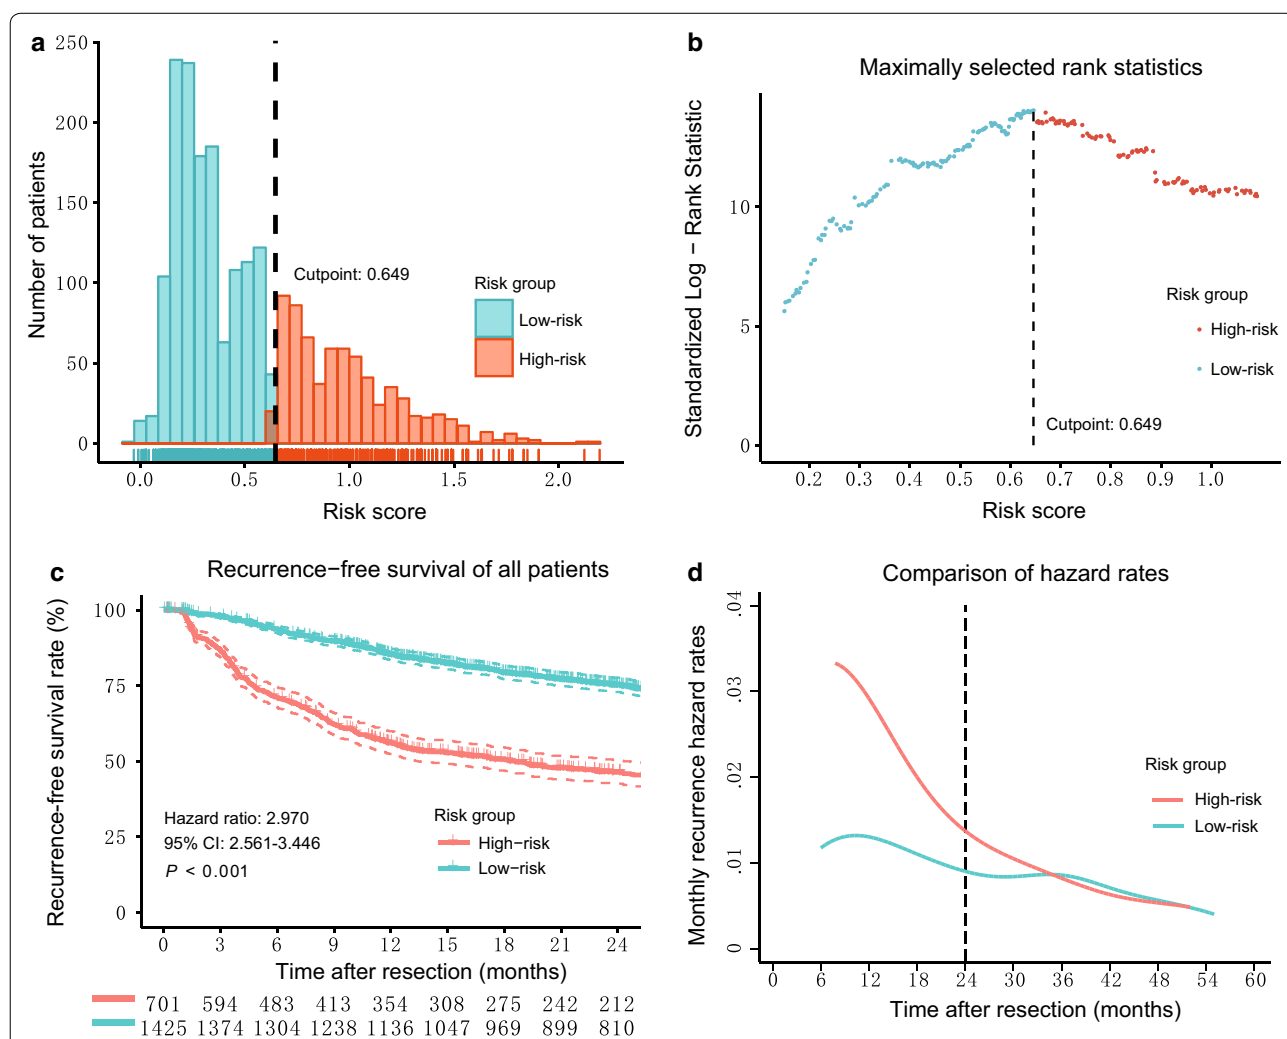 a
250
200
150
100
50
0
Number of patients
Cutpoint: 0.649
Risk group
Low-risk
High-risk
0.0 0.5 1.0 1.5 2.0
Risk score
b
Maximally selected rank statistics
Standardized Log - Rank Statistic
10
5
0
Risk group
High-risk
Low-risk
Cutpoint: 0.649
0.2 0.3 0.4 0.5 0.6 0.7 0.8 0.9 1.0
Risk score
c
Recurrence-free survival of all patients
Recurrence-free survival rate (%)
100
75
50
25
0
Hazard ratio: 2.970
95% CI: 2.561-3.446
P < 0.001
Risk group
High-risk
Low-risk
0 3 6 9 12 15 18 21 24
Time after resection (months)
701 594 483 413 354 308 275 242 212
1425 1374 1304 1238 1136 1047 969 899 810
d
Comparison of hazard rates
Monthly recurrence hazard rates
.04
.03
.02
.01
0
Risk group
High-risk
Low-risk
0 6 12 18 24 30 36 42 48 54 60
Time after resection (months)